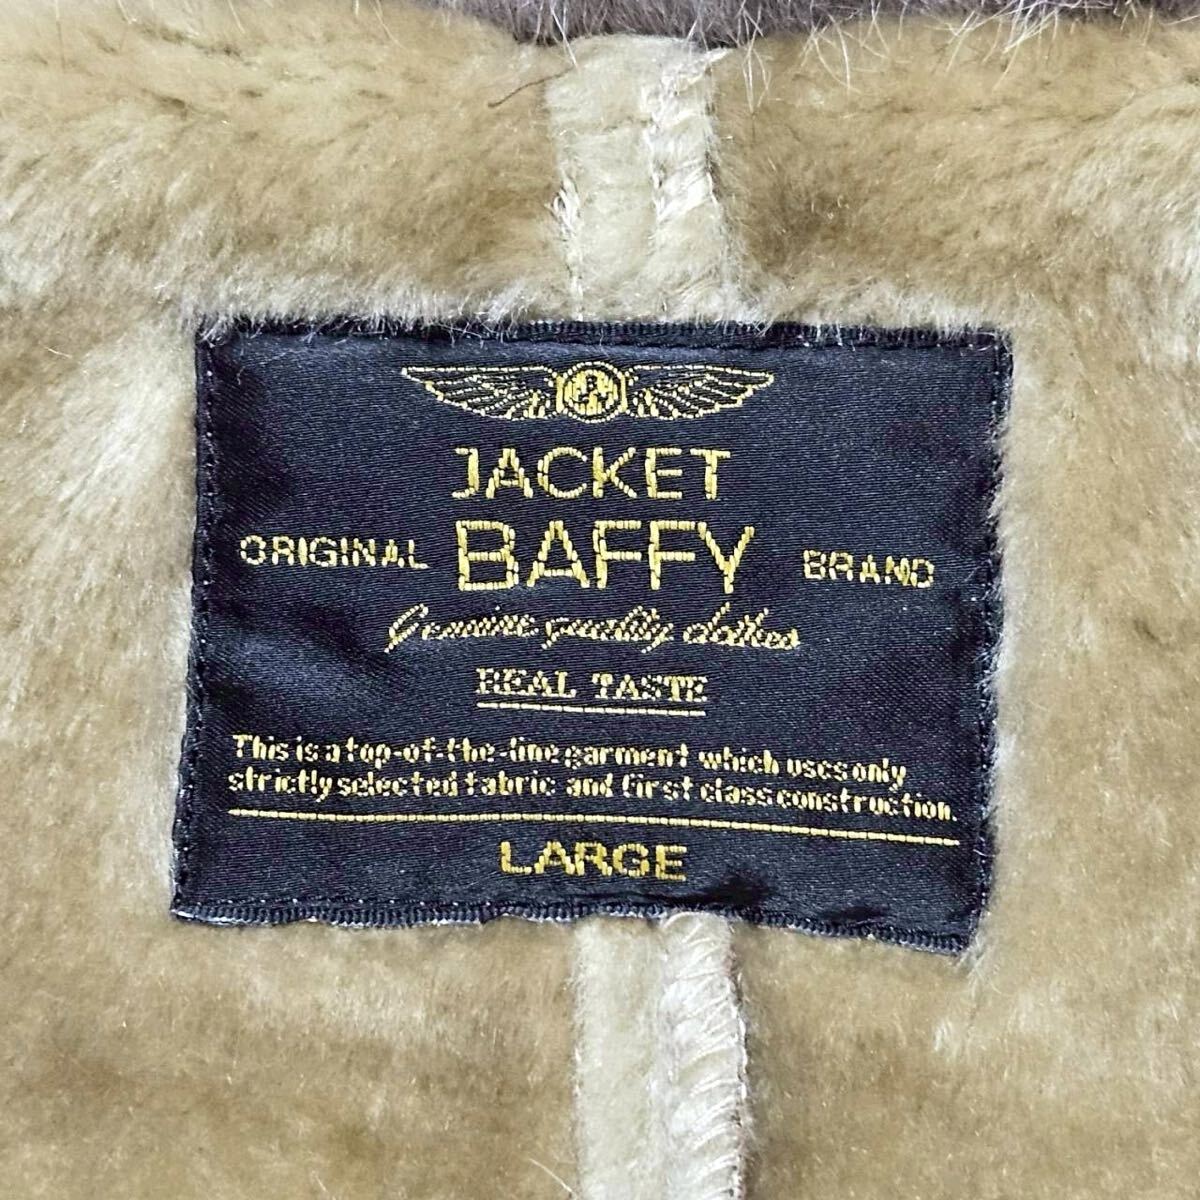 JACKET
ORIGINAL BAFFY BRAND
Genuine quality clothes
REAL TASTE
This is a top-of-the-line garment which uses only
strictly selected fabric and first class construction.
LARGE